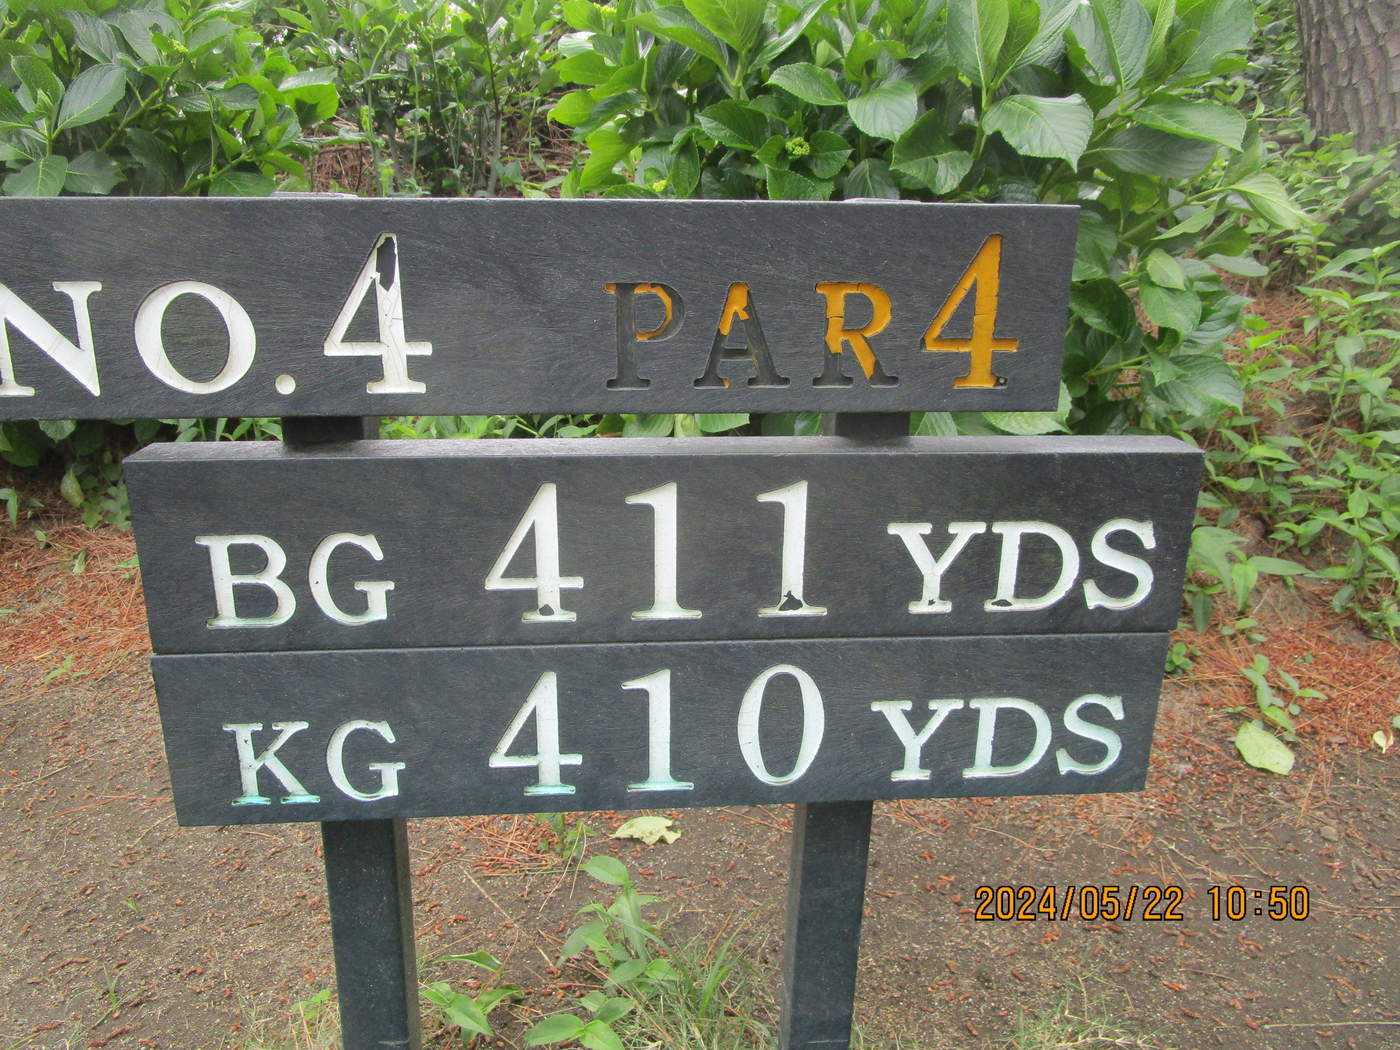 NO.4 PAR4
BG 411 YDS
KG 410 YDS
2024/05/22 10:50